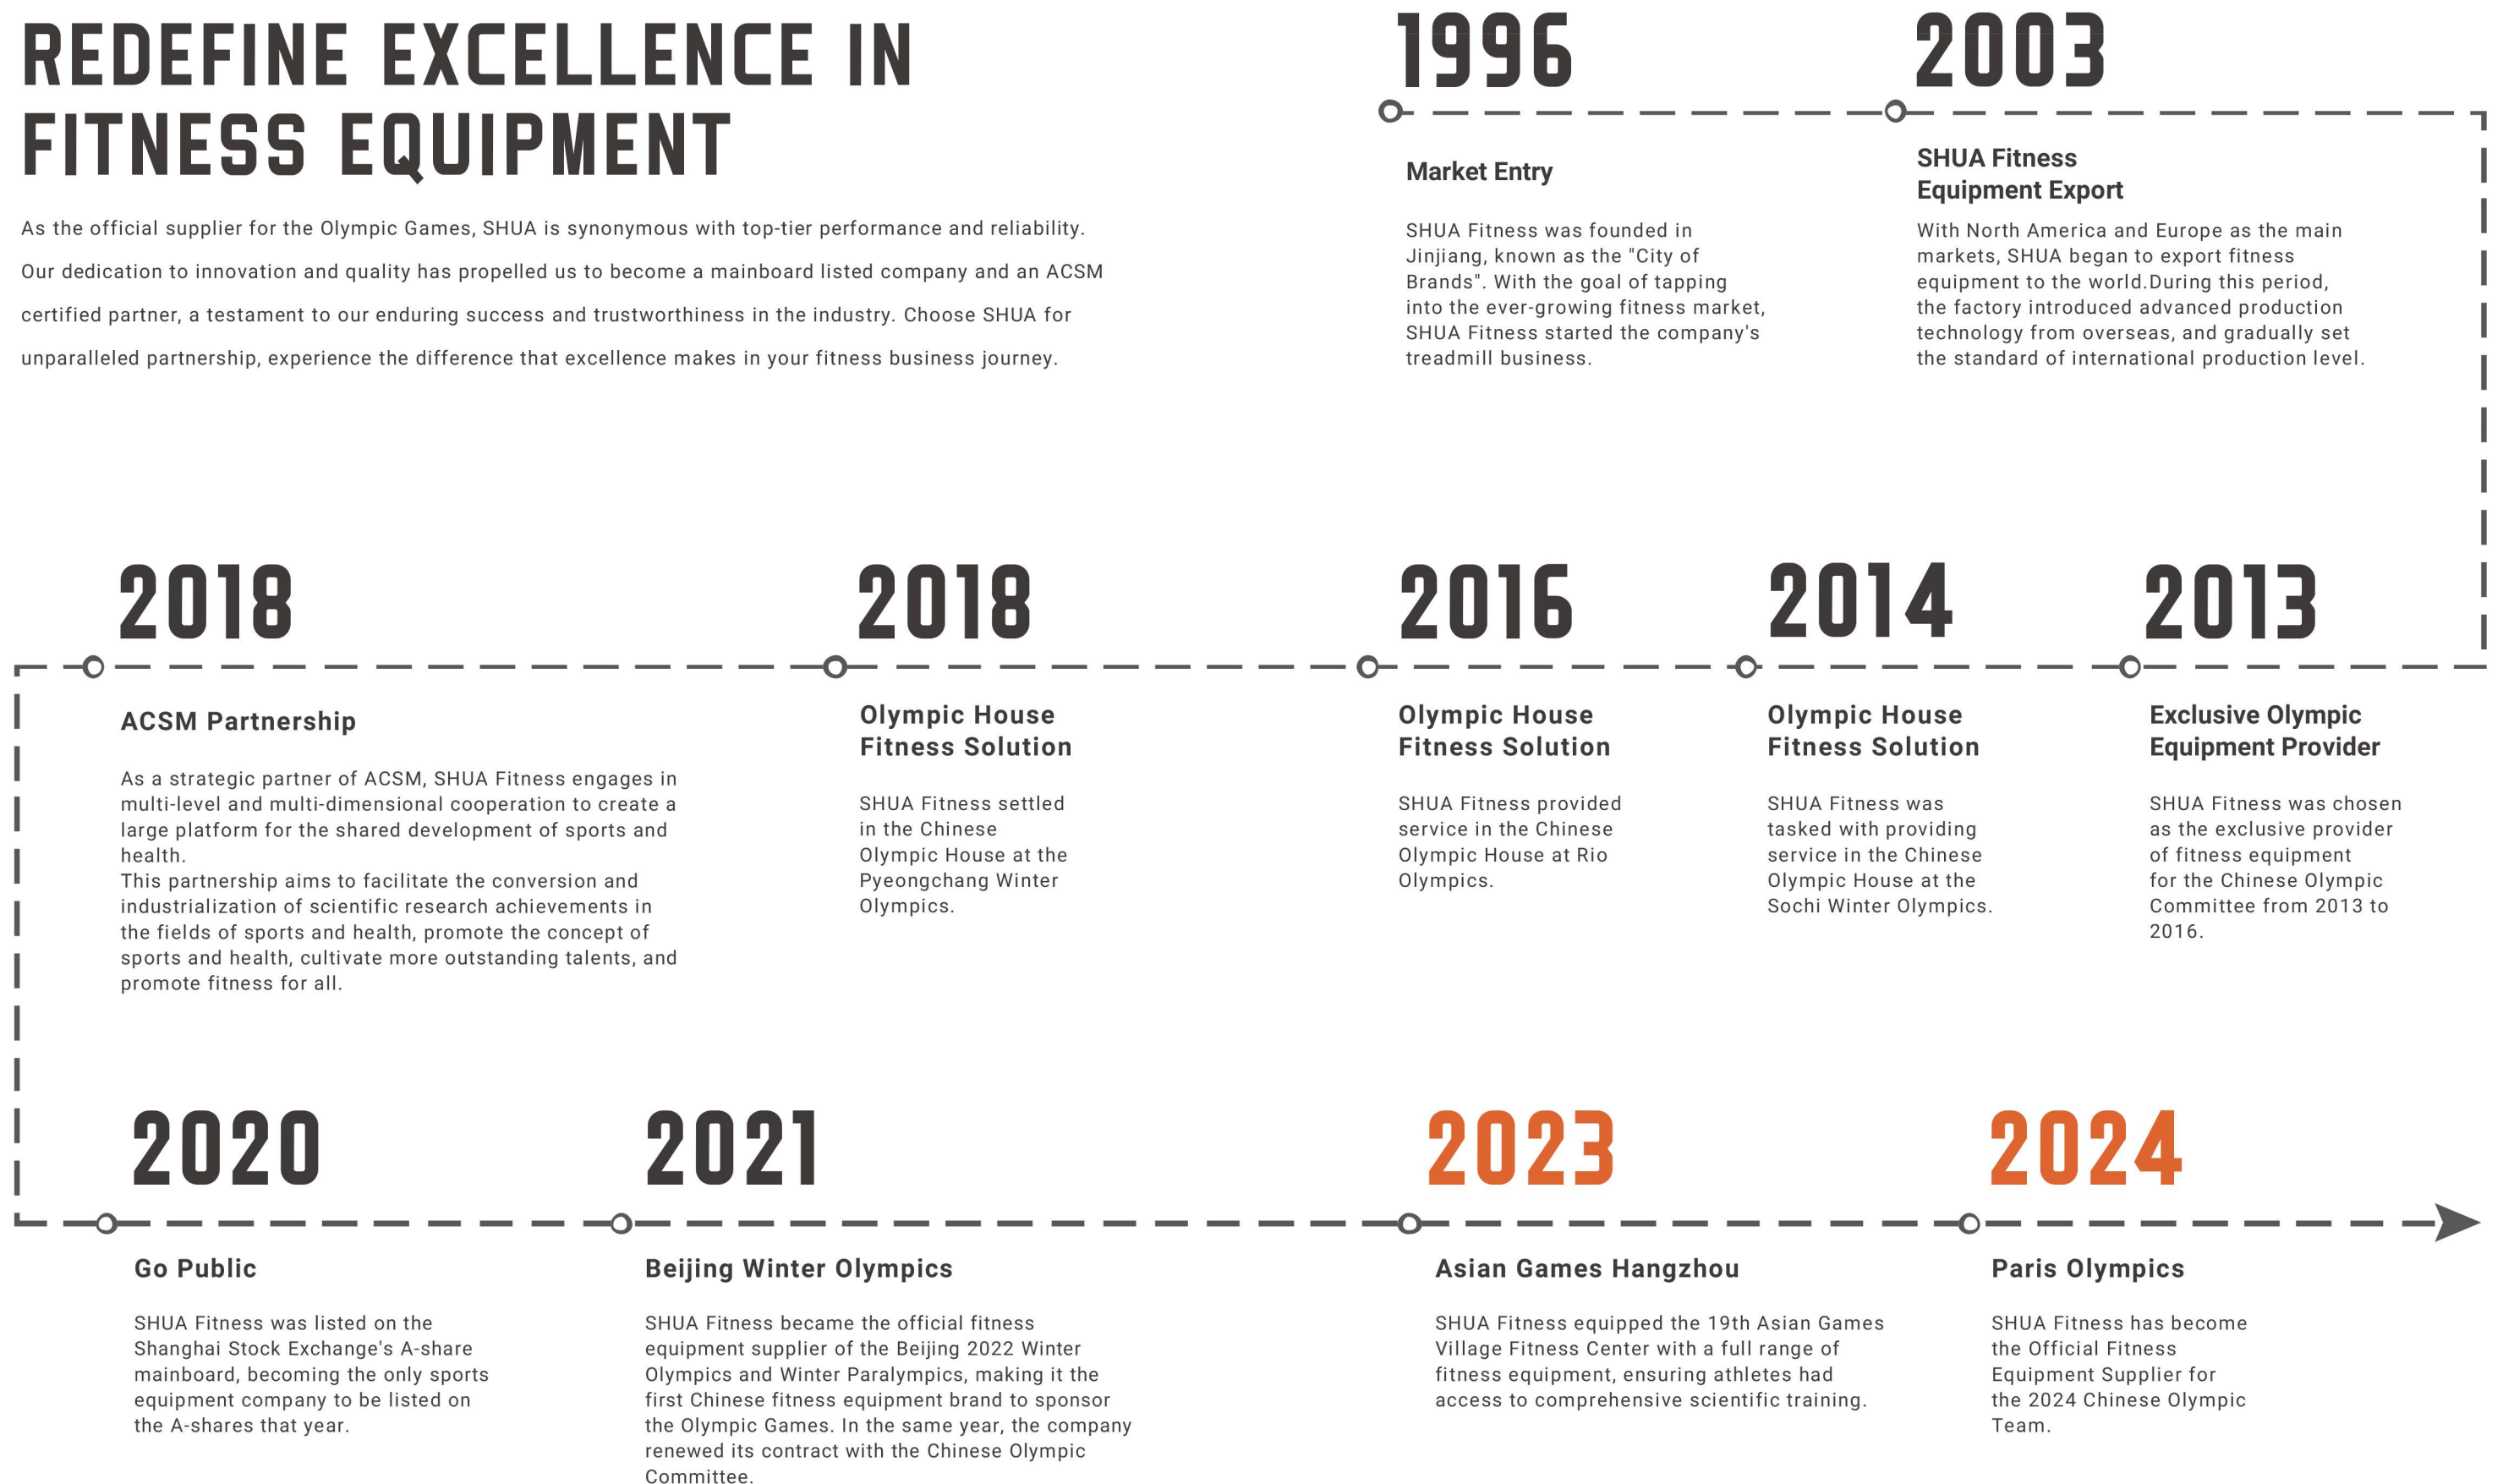 REDEFINE EXCELLENCE IN
FITNESS EQUIPMENT
As the official supplier for the Olympic Games, SHUA is synonymous with top-tier performance and reliability.
Our dedication to innovation and quality has propelled us to become a mainboard listed company and an ACSM
certified partner, a testament to our enduring success and trustworthiness in the industry. Choose SHUA for
unparalleled partnership, experience the difference that excellence makes in your fitness business journey.
1996
Market Entry
SHUA Fitness was founded in
Jinjiang, known as the "City of
Brands". With the goal of tapping
into the ever-growing fitness market,
SHUA Fitness started the company's
treadmill business.
2003
SHUA Fitness
Equipment Export
With North America and Europe as the main
markets, SHUA began to export fitness
equipment to the world.During this period,
the factory introduced advanced production
technology from overseas, and gradually set
the standard of international production level.
2013
Exclusive Olympic
Equipment Provider
SHUA Fitness was chosen
as the exclusive provider
of fitness equipment
for the Chinese Olympic
Committee from 2013 to
2016.
2014
Olympic House
Fitness Solution
SHUA Fitness was
tasked with providing
service in the Chinese
Olympic House at the
Sochi Winter Olympics.
2016
Olympic House
Fitness Solution
SHUA Fitness provided
service in the Chinese
Olympic House at Rio
Olympics.
2018
Olympic House
Fitness Solution
SHUA Fitness settled
in the Chinese
Olympic House at the
Pyeongchang Winter
Olympics.
2018
ACSM Partnership
As a strategic partner of ACSM, SHUA Fitness engages in
multi-level and multi-dimensional cooperation to create a
large platform for the shared development of sports and
health.
This partnership aims to facilitate the conversion and
industrialization of scientific research achievements in
the fields of sports and health, promote the concept of
sports and health, cultivate more outstanding talents, and
promote fitness for all.
2020
Go Public
SHUA Fitness was listed on the
Shanghai Stock Exchange's A-share
mainboard, becoming the only sports
equipment company to be listed on
the A-shares that year.
2021
Beijing Winter Olympics
SHUA Fitness became the official fitness
equipment supplier of the Beijing 2022 Winter
Olympics and Winter Paralympics, making it the
first Chinese fitness equipment brand to sponsor
the Olympic Games. In the same year, the company
renewed its contract with the Chinese Olympic
Committee.
2023
Asian Games Hangzhou
SHUA Fitness equipped the 19th Asian Games
Village Fitness Center with a full range of
fitness equipment, ensuring athletes had
access to comprehensive scientific training.
2024
Paris Olympics
SHUA Fitness has become
the Official Fitness
Equipment Supplier for
the 2024 Chinese Olympic
Team.